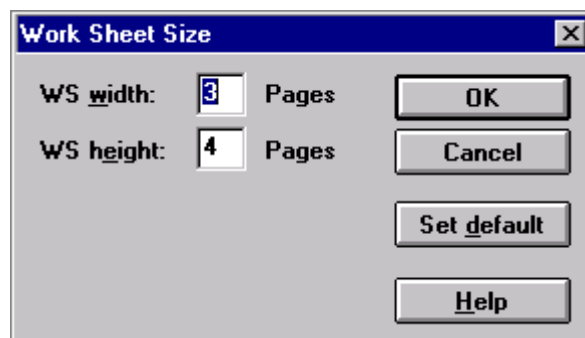 Work Sheet Size
WS width: 3 Pages
OK
WS height: 4 Pages
Cancel
Set default
Help